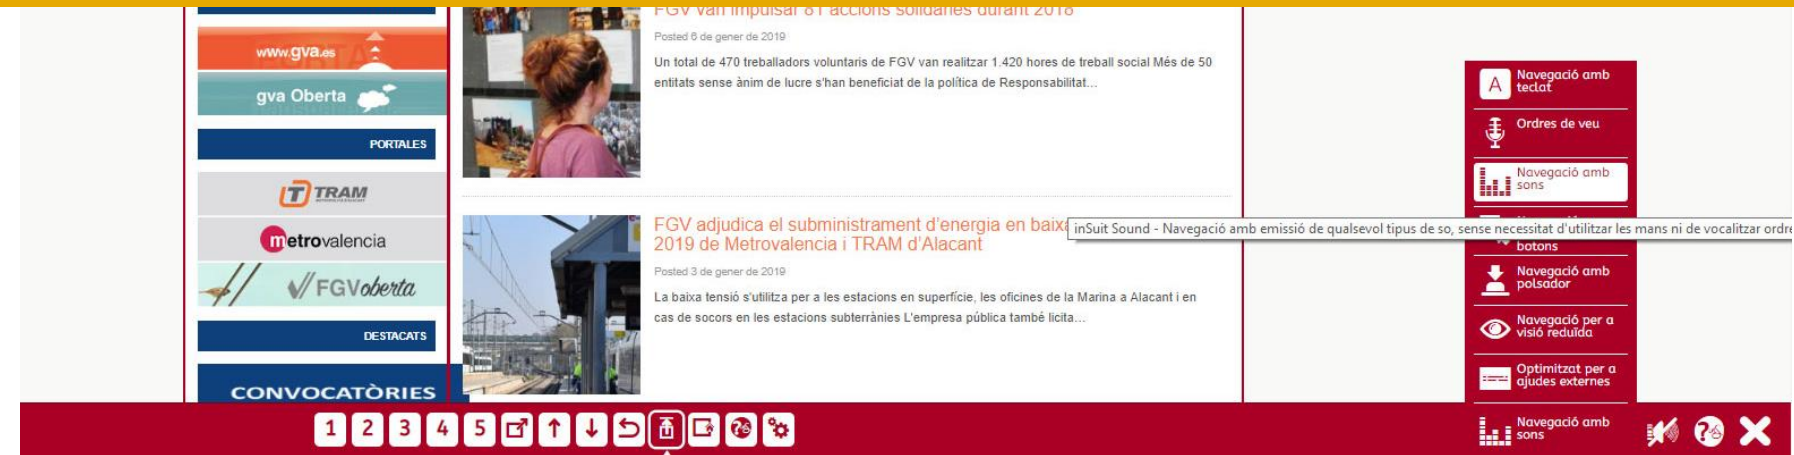 www.gva.es
gva Oberta
PORTALES
TRAM
metrovalencia
FGVoberta
DESTACATS
CONVOCATÒRIES
FGV van impulsar 81 accions solidàries durant 2018
Posted 6 de gener de 2019
Un total de 470 treballadors voluntaris de FGV van realitzar 1.420 hores de treball social Més de 50
entitats sense ànim de lucre s'han beneficiat de la política de Responsabilitat...
FGV adjudica el subministrament d'energia en baixa
2019 de Metrovalencia i TRAM d'Alacant
Posted 3 de gener de 2019
La baixa tensió s'utilitza per a les estacions en superfície, les oficines de la Marina a Alacant i en
cas de socors en les estacions subterrànies L'empresa pública també licita...
A
Navegació amb
teclat
Ordres de veu
Navegació amb
sons
inSuit Sound - Navegació amb emissió de qualsevol tipus de so, sense necessitat d'utilitzar les mans ni de vocalitzar ordre
botons
Navegació amb
polsador
Navegació per a
visió reduïda
Optimitzat per a
ajudes externes
1 2 3 4 5
Navegació amb
sons